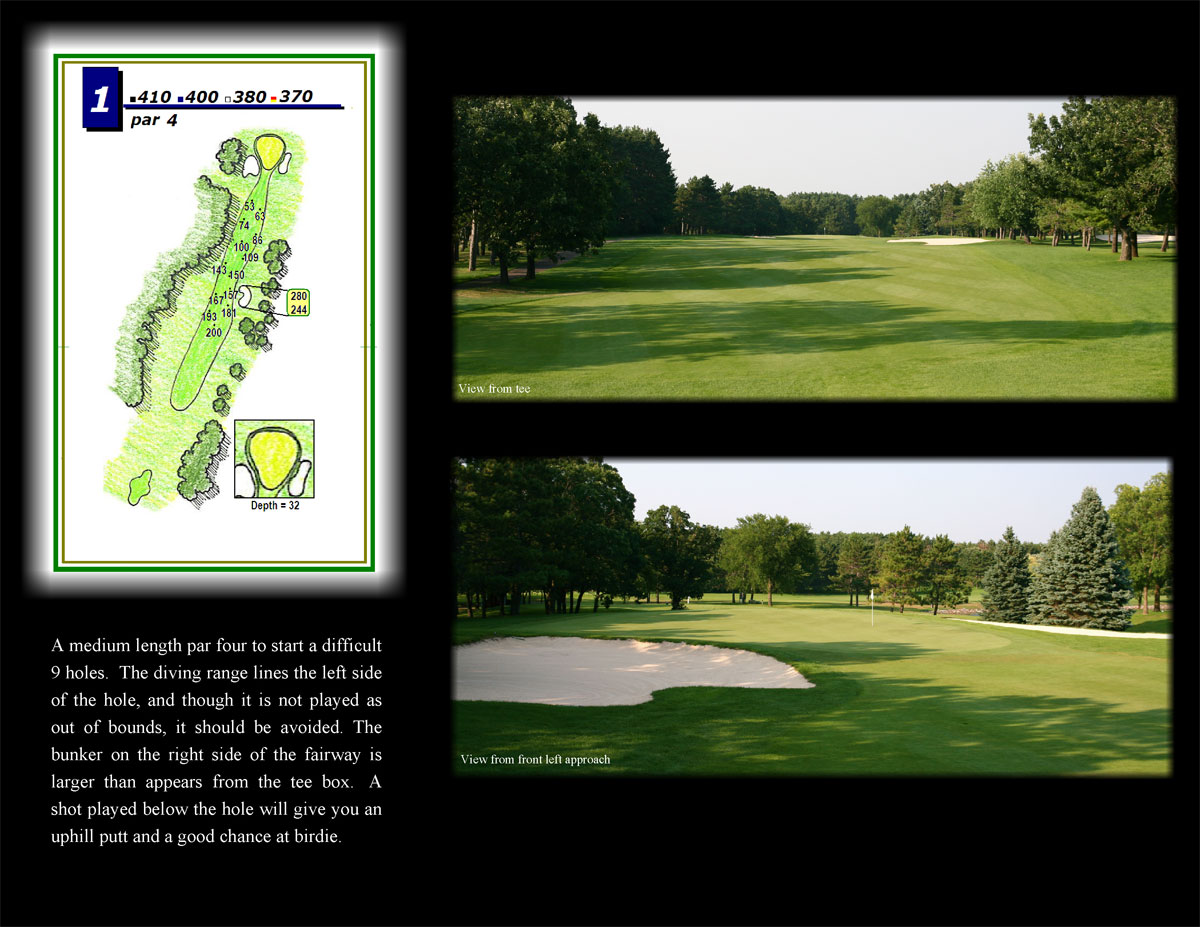 1
410 400 380 370
par 4
53
63
74
86
100
109
143
150
157
167
280
244
193 181
200
Depth = 32
View from tee
View from front left approach
A medium length par four to start a difficult
9 holes. The diving range lines the left side
of the hole, and though it is not played as
out of bounds, it should be avoided. The
bunker on the right side of the fairway is
larger than appears from the tee box. A
shot played below the hole will give you an
uphill putt and a good chance at birdie.